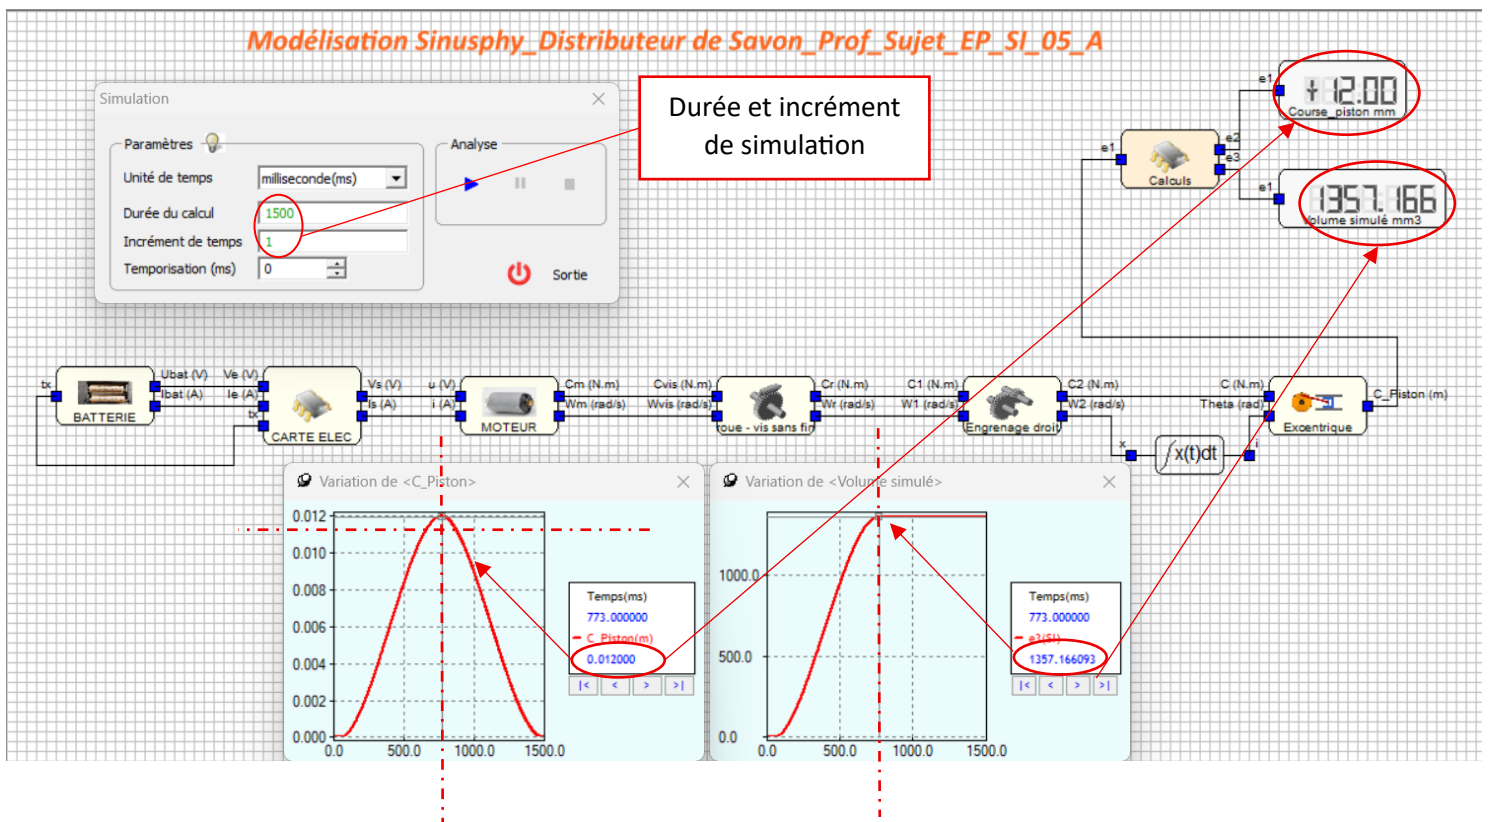 Modélisation Sinusphy_Distributeur de Savon_Prof_Sujet_EP_SI_05_A
Simulation
Paramètres
Unité de temps
milliseconde(ms)
Durée du calcul
1500
Incrément de temps
1
Temporisation (ms)
0
Analyse
Sortie
Durée et incrément
de simulation
e1
+12.00
Course_piston mm
e1
e2
e3
Calculs
e1
1357.166
Volume simulé mm3
tx
BATTERIE
Ubat (V)
Ibat (A)
Ve (V)
Ie (A)
tx
CARTE ELEC
Vs (V)
Is (A)
u (V)
i (A)
MOTEUR
Cm (N.m)
Wm (rad/s)
Cvis (N.m)
Wvis (rad/s)
roue - vis sans fin
Cr (N.m)
Wr (rad/s)
C1 (N.m)
W1 (rad/s)
Engrenage droit
C2 (N.m)
W2 (rad/s)
x
∫x(t)dt
i
C (N.m)
Theta (rad)
Excentrique
C_Piston (m)
Variation de <C_Piston>
0.012
0.010
0.008
0.006
0.004
0.002
0.000
0.0
500.0
1000.0
1500.0
Temps(ms)
773.000000
C_Piston(m)
0.012000
|<
<
>
>|
Variation de <Volume simulé>
1000.0
500.0
0.0
0.0
500.0
1000.0
1500.0
Temps(ms)
773.000000
e3(SI)
1357.166093
|<
<
>
>|